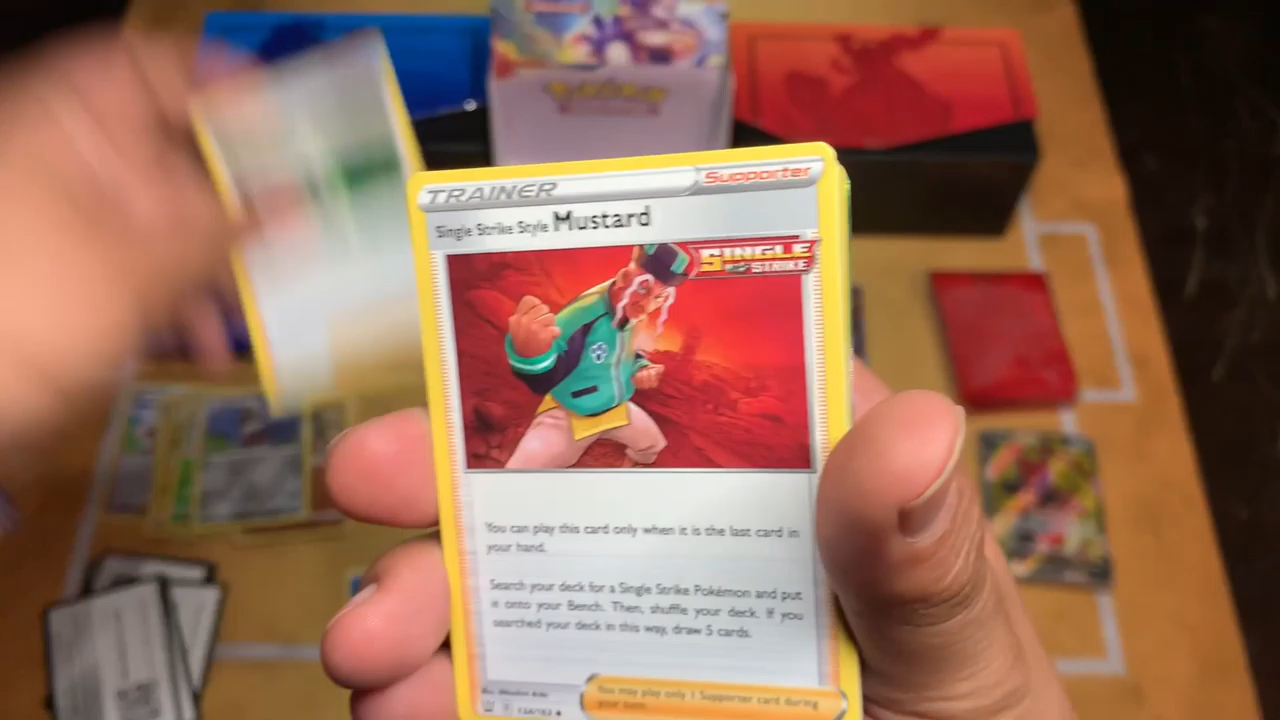 TRAINER
Supporter
Single Strike Style Mustard
SINGLE
STRIKE
You can play this card only when it is the last card in
your hand.
Search your deck for a Single Strike Pokémon and put
it onto your Bench. Then, shuffle your deck. If you
searched your deck in this way, draw 5 cards.
You may play only 1 Supporter card during
your turn.
134/163